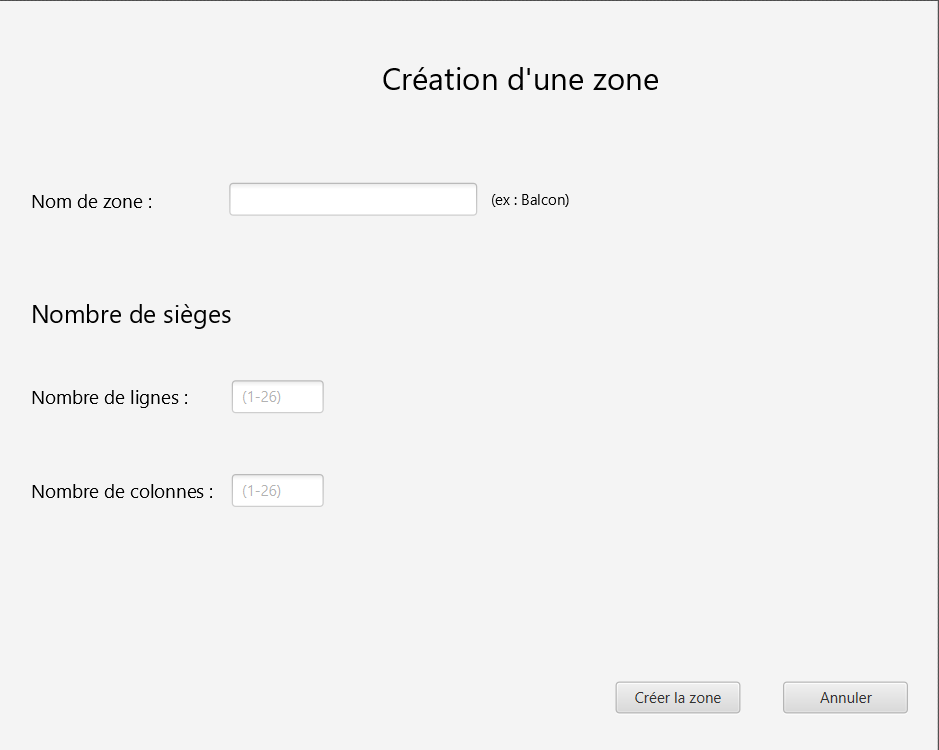 Création d'une zone
Nom de zone : (ex : Balcon)
Nombre de sièges
Nombre de lignes : (1-26)
Nombre de colonnes : (1-26)
Créer la zone Annuler